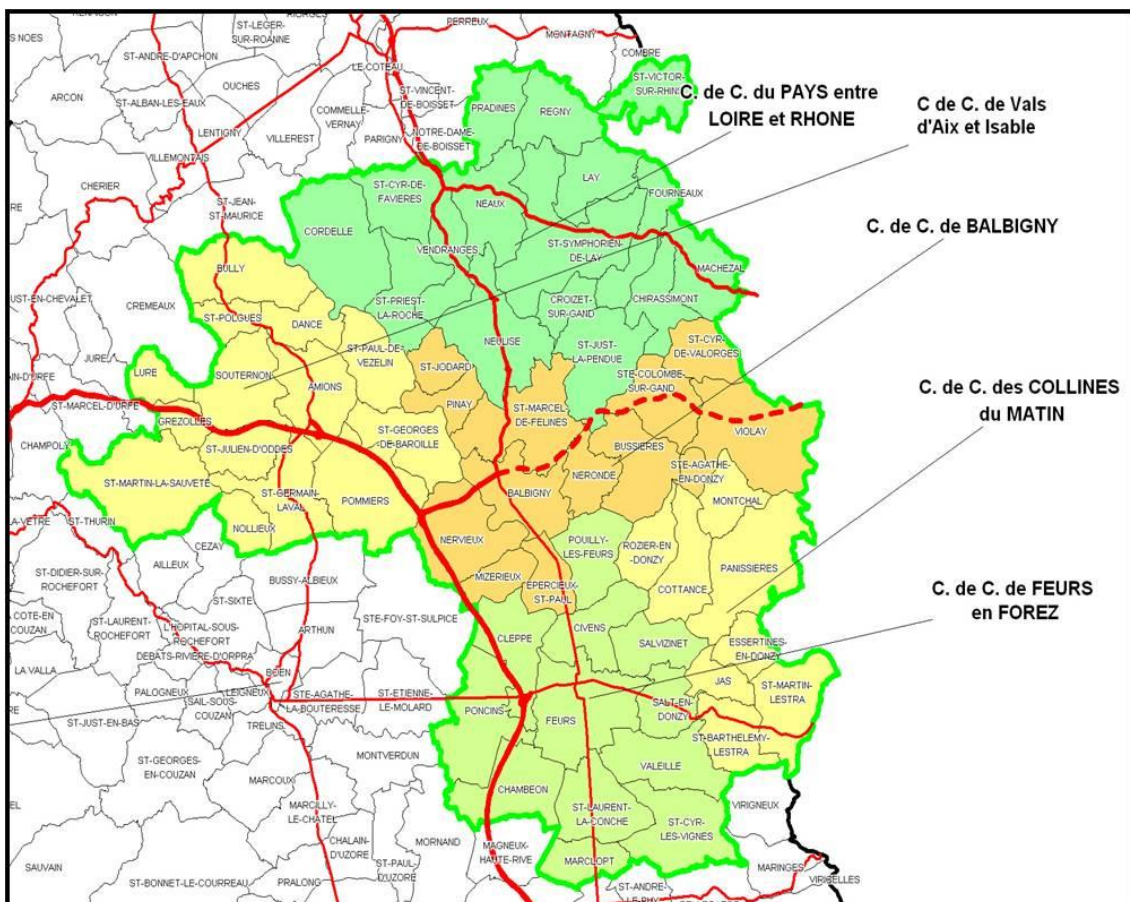 RIORGES
PERREUX
ST-LEGER-
SUR-ROANNE
S NOES
MONTAGNY
ST-ANDRE-D'APCHON
COMBRE
LE-COTEAU
ST-VICTOR-
SUR-RHINS
OUCHES
ARCON
ST-ALBAN-LES-EAUX
ST-VINCENT-
DE-BOISSET
COMMELLE-
VERNAY
PRADINES
REGNY
C. de C. du PAYS entre
LOIRE et RHONE
C de C. de Vals
d'Aix et Isable
LENTIGNY
VILLEREST
PARIGNY
NOTRE-DAME-
DE-BOISSET
VILLEMONTAIS
LAY
CHERIER
ST-CYR-DE-
FAVIERES
NEAUX
FOURNEAUX
ST-JEAN-
ST-MAURICE
CORDELLE
VENDRANGES
ST-SYMPHORIEN-
DE-LAY
C. de C. de BALBIGNY
MACHEZAL
BULLY
UST-EN-CHEVALET
CREMEAUX
ST-PRIEST-
LA-ROCHE
CROIZET-
SUR-GAND
CHIRASSIMONT
ST-POLGUES
DANCE
NEULISE
ST-JUST-
LA-PENDUE
ST-CYR-
DE-VALORGES
ST-PAUL-DE-
VEZELIN
JURE
ST-JODARD
LURE
SOUTERNON
STE-COLOMBE-
SUR-GAND
AIN-D'URFE
AMIONS
C. de C. des COLLINES
du MATIN
ST-MARCEL-D'URFE
PINAY
ST-MARCEL-
DE-FELINES
GREZOLLES
ST-GEORGES-
DE-BAROILLE
VIOLAY
CHAMPOLY
ST-JULIEN-D'ODDES
BUSSIERES
STE-AGATHE-
EN-DONZY
NERONDE
ST-MARTIN-LA-SAUVETE
ST-GERMAIN-
LAVAL
POMMIERS
BALBIGNY
MONTCHAL
LA-VETRE
ST-THURIN
NOLLIEUX
NERVIEUX
POUILLY-
LES-FEURS
ROZIER-EN
-DONZY
PANISSIERES
CEZAY
AILLEUX
ST-DIDIER-SUR-
ROCHEFORT
BUSSY-ALBIEUX
MIZERIEUX
EPERCIEUX-
ST-PAUL
COTTANCE
C. de C. de FEURS
en FOREZ
ST-SIXTE
A COTE-EN
COUZAN
ST-LAURENT-
ROCHEFORT
L'HOPITAL-SOUS-
ROCHEFORT
STE-FOY-ST-SULPICE
CLEPPE
CIVENS
SALVIZINET
ESSERTINES-
EN-DONZY
ARTHUN
DEBATS-RIVIERE-D'ORPRA
LA VALLA
BOEN
JAS
ST-MARTIN-
LESTRA
PALOGNEUX
LEIGNEUX
SAIL-SOUS-
COUZAN
STE-AGATHE-
LA-BOUTERESSE
ST-ETIENNE-
LE-MOLARD
PONCINS
FEURS
SALT-EN-
DONZY
ST-JUST-EN-BAS
TRELINS
ST-BARTHELEMY-
LESTRA
ST-GEORGES-
EN-COUZAN
MONTVERDUN
VALEILLE
MARCOUX
CHAMBEON
MARCILLY-
LE-CHATEL
ST-LAURENT-
LA-CONCHE
ST-CYR-
LES-VIGNES
VIRIGNEUX
CHALAIN-
D'UZORE
MORNAND
MAGNEUX-
HAUTE-RIVE
SAUVAIN
ST-PAUL-
D'UZORE
MARCLOPT
MARINGES
ST-BONNET-LE-COURREAU
PRALONG
ST-ANDRE-
LE-PUY
VIRICELLES